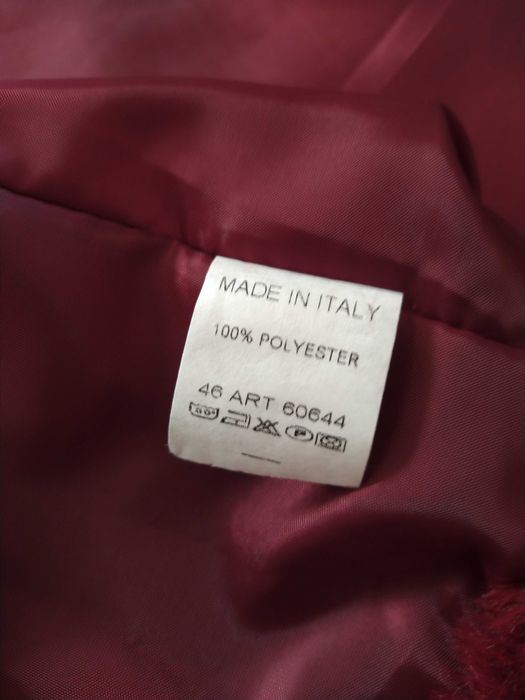 MADE IN ITALY
100% POLYESTER
46 ART 60644
P